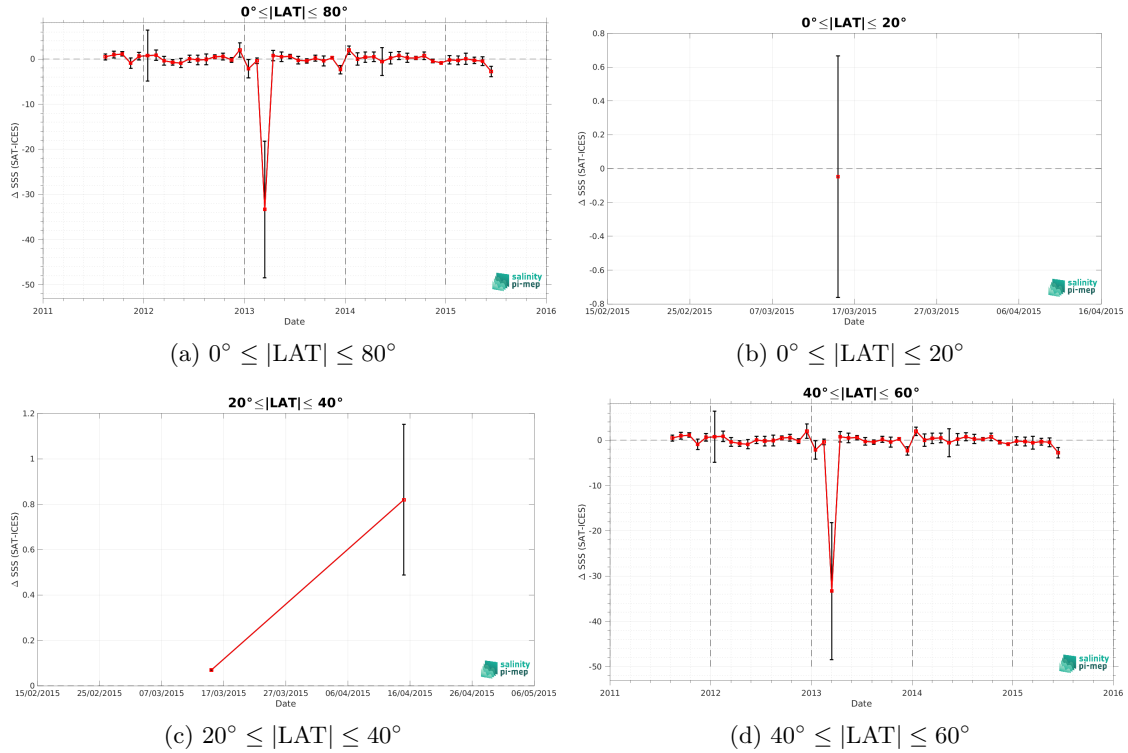 0°≤|LAT|≤ 80°
Δ SSS (SAT-ICES)
0
-10
-20
-30
-40
-50
2011 2012 2013 2014 2015 2016
Date
salinity
pi-mep
(a) 0° ≤ |LAT| ≤ 80°
0°≤|LAT|≤ 20°
Δ SSS (SAT-ICES)
0.8
0.6
0.4
0.2
0
-0.2
-0.4
-0.6
-0.8
15/02/2015 25/02/2015 07/03/2015 17/03/2015 27/03/2015 06/04/2015 16/04/2015
Date
salinity
pi-mep
(b) 0° ≤ |LAT| ≤ 20°
20°≤|LAT|≤ 40°
Δ SSS (SAT-ICES)
1.2
1
0.8
0.6
0.4
0.2
0
15/02/2015 25/02/2015 07/03/2015 17/03/2015 27/03/2015 06/04/2015 16/04/2015 26/04/2015 06/05/2015
Date
salinity
pi-mep
(c) 20° ≤ |LAT| ≤ 40°
40°≤|LAT|≤ 60°
Δ SSS (SAT-ICES)
0
-10
-20
-30
-40
-50
2011 2012 2013 2014 2015 2016
Date
salinity
pi-mep
(d) 40° ≤ |LAT| ≤ 60°